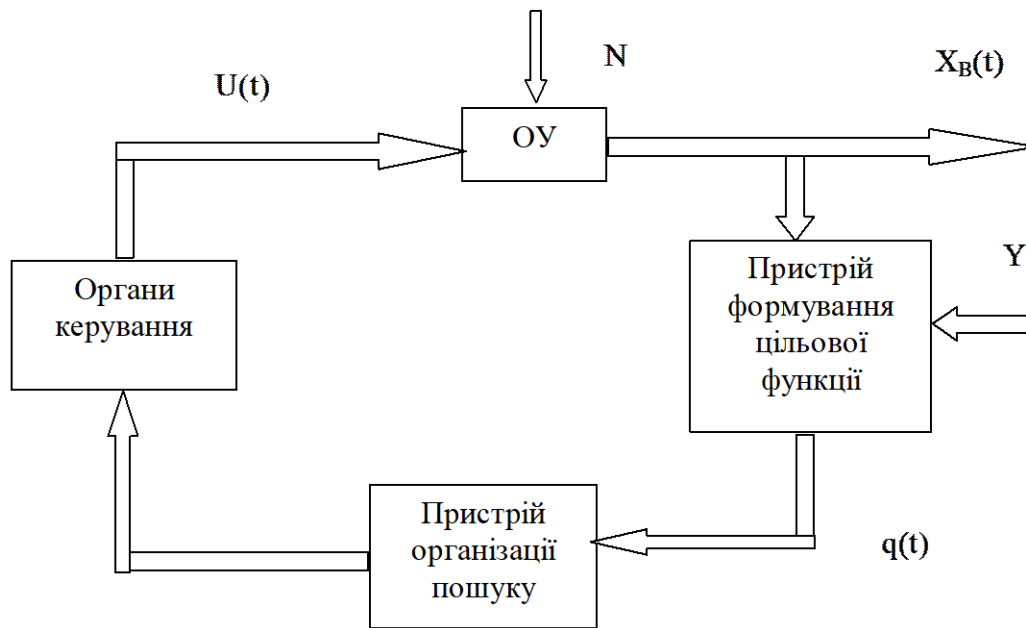 N
X_B(t)
U(t)
ОУ
Y
Пристрій
формування
цільової
функції
Органи
керування
Пристрій
організації
пошуку
q(t)